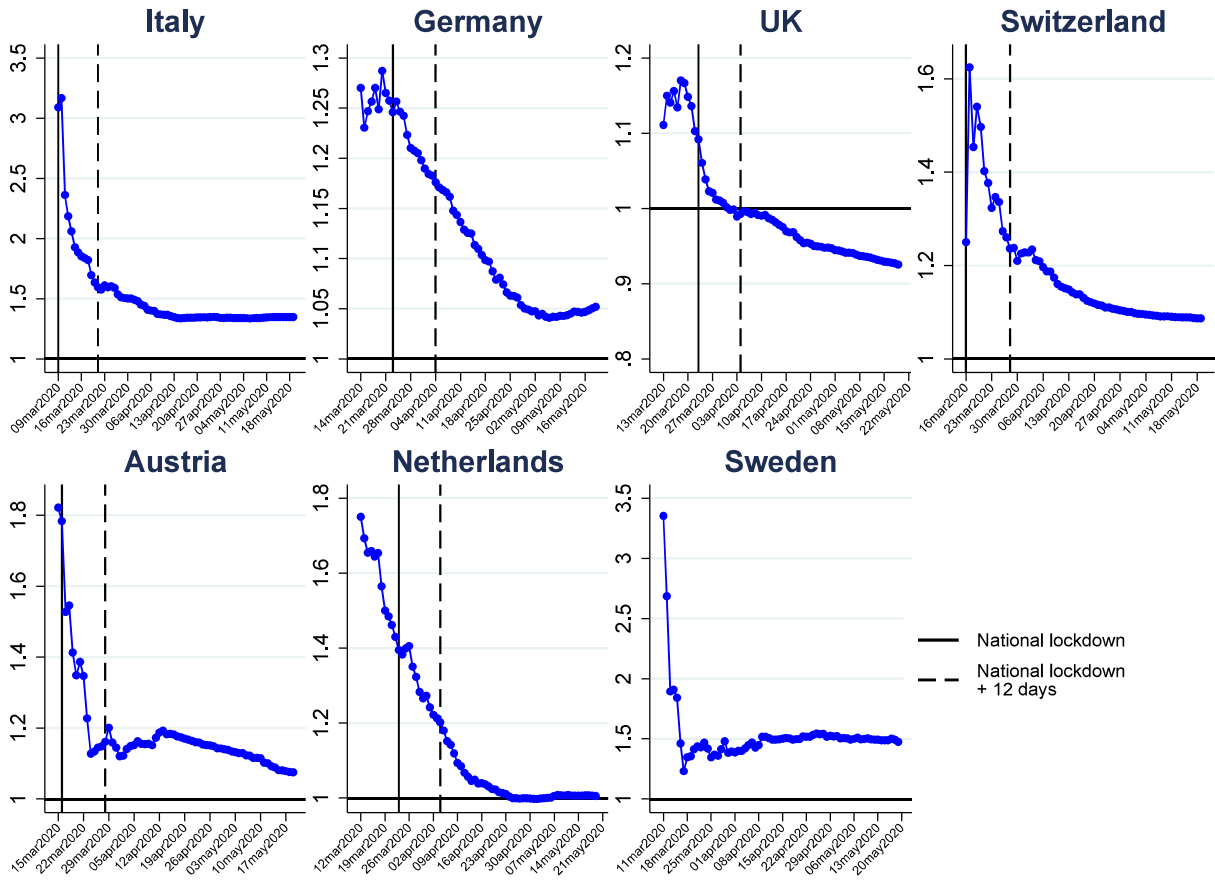 Italy
3.5
3
2.5
2
1.5
1
09mar2020
16mar2020
23mar2020
30mar2020
06apr2020
13apr2020
20apr2020
27apr2020
04may2020
11may2020
18may2020
Germany
1.3
1.25
1.2
1.15
1.1
1.05
1
14mar2020
21mar2020
28mar2020
04apr2020
11apr2020
18apr2020
25apr2020
02may2020
09may2020
16may2020
UK
1.2
1.1
1
.9
.8
13mar2020
20mar2020
27mar2020
03apr2020
10apr2020
17apr2020
24apr2020
01may2020
08may2020
15may2020
22may2020
Switzerland
1.6
1.4
1.2
1
16mar2020
23mar2020
30mar2020
06apr2020
13apr2020
20apr2020
27apr2020
04may2020
11may2020
18may2020
Austria
1.8
1.6
1.4
1.2
1
15mar2020
22mar2020
29mar2020
05apr2020
12apr2020
19apr2020
26apr2020
03may2020
10may2020
17may2020
Netherlands
1.8
1.6
1.4
1.2
1
12mar2020
19mar2020
26mar2020
02apr2020
09apr2020
16apr2020
23apr2020
30apr2020
07may2020
14may2020
21may2020
Sweden
3.5
3
2.5
2
1.5
1
11mar2020
18mar2020
25mar2020
01apr2020
08apr2020
15apr2020
22apr2020
29apr2020
06may2020
13may2020
20may2020
National lockdown
National lockdown
+ 12 days